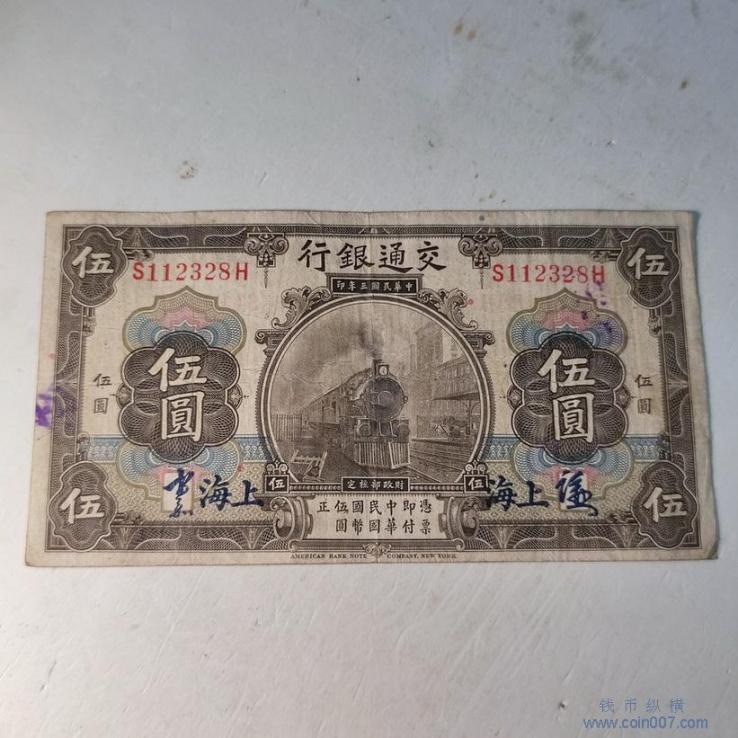 行銀通交
印年三國民華中
S112328H
S112328H
伍
伍
伍圓
伍圓
伍圓
伍圓
海上
上海
伍
定核部政財
伍
正伍國民中即憑
圓幣國華付票
伍
伍
AMERICAN BANK NOTE COMPANY, NEW YORK.
钱币纵横
www.coin007.com